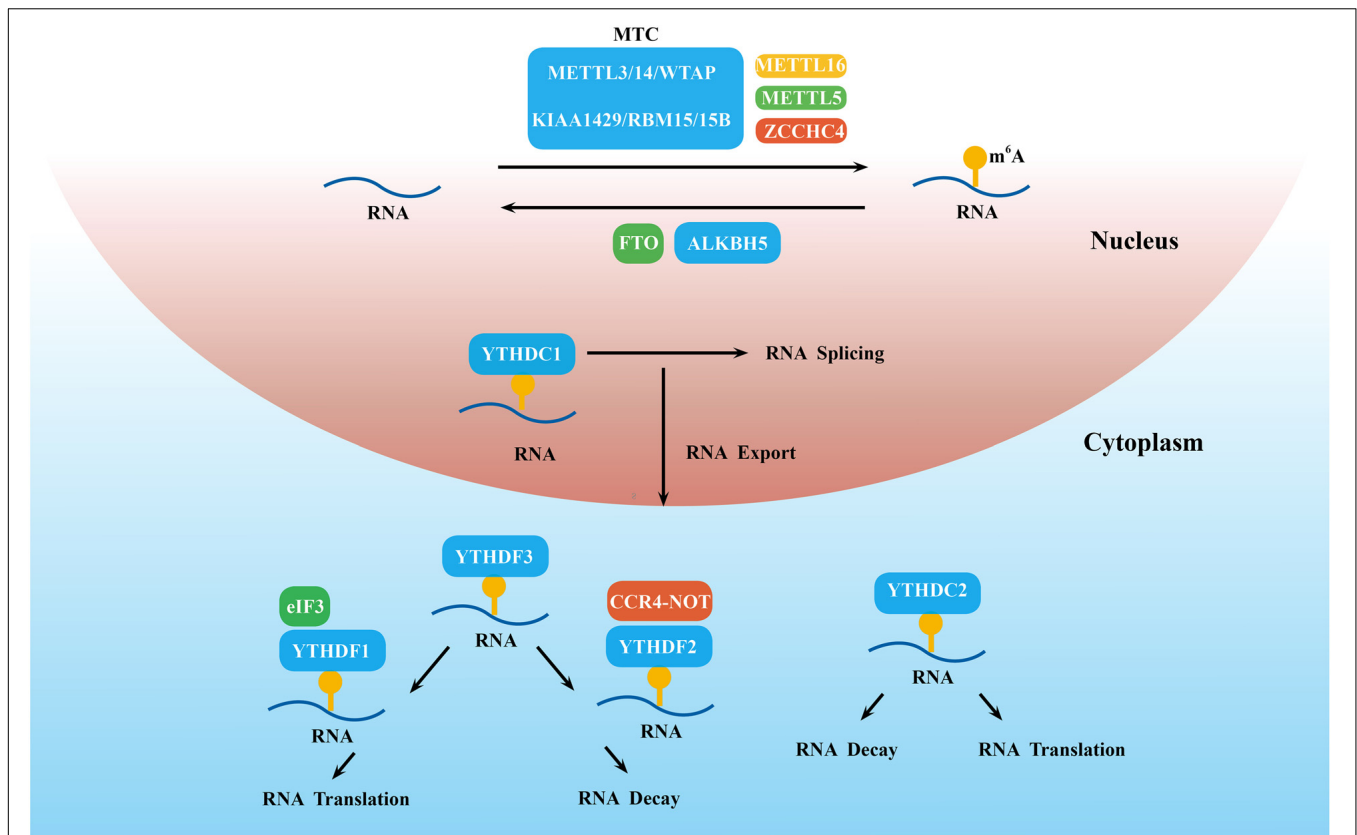 MTC
METTL3/14/WTAP
KIAA1429/RBM15/15B
METTL16
METTL5
ZCCHC4
m⁶A
RNA
RNA
FTO
ALKBH5
Nucleus
YTHDC1
RNA Splicing
RNA
RNA Export
Cytoplasm
YTHDF3
RNA
eIF3
YTHDF1
RNA
RNA Translation
CCR4-NOT
YTHDF2
RNA
RNA Decay
YTHDC2
RNA
RNA Decay
RNA Translation